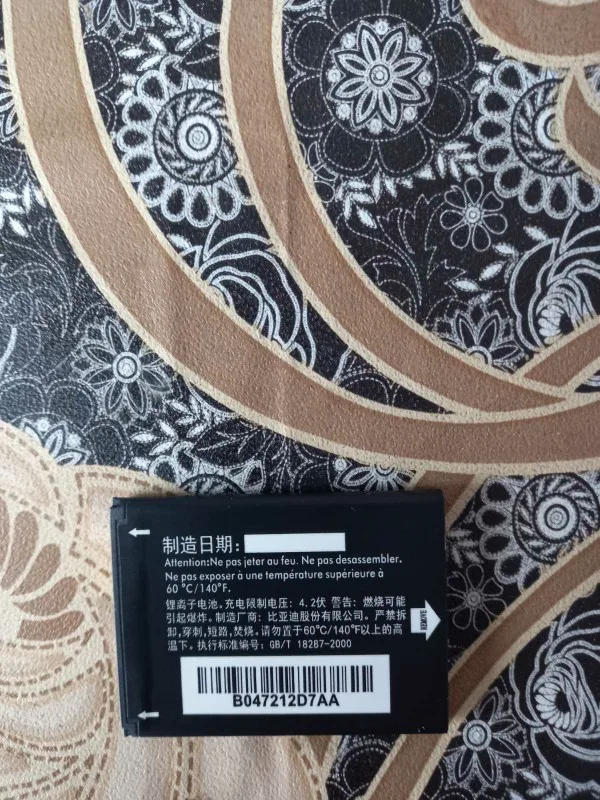 制造日期:
Attention:Ne pas jeter au feu. Ne pas desassembler.
Ne pas exposer à une température supérieure à
60 °C/140°F.
锂离子电池。充电限制电压: 4.2伏 警告: 燃烧可能
引起爆炸。制造厂商: 比亚迪股份有限公司。严禁拆
卸,穿刺,短路,焚烧。请勿置于60℃/140℉以上的高
温下。执行标准编号: GB/T 18287-2000
REMOVE
B047212D7AA